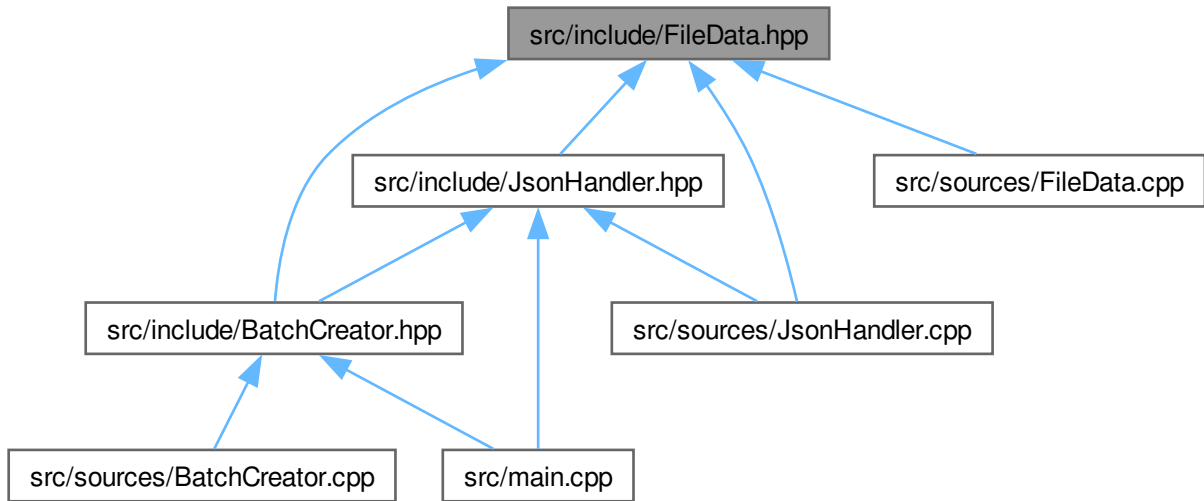 src/include/FileData.hpp
src/include/JsonHandler.hpp
src/sources/FileData.cpp
src/include/BatchCreator.hpp
src/sources/JsonHandler.cpp
src/sources/BatchCreator.cpp
src/main.cpp